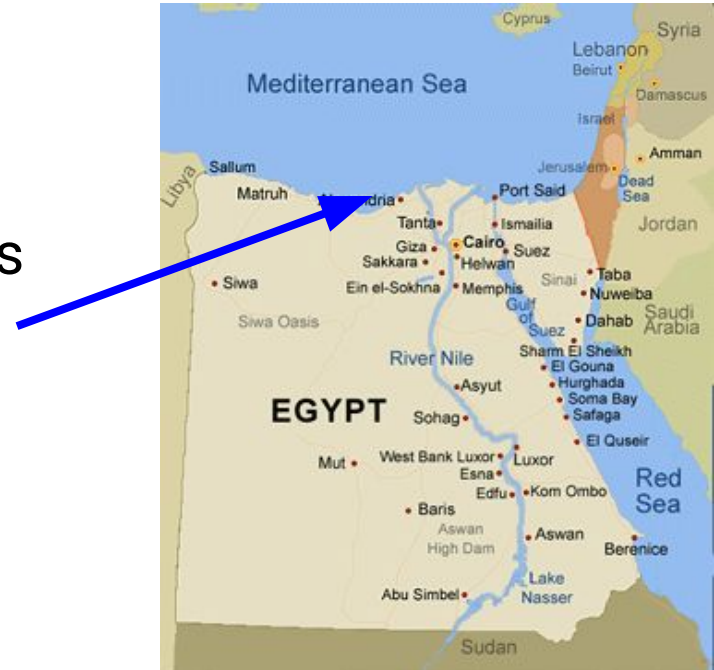 Cyprus
Syria
Lebanon
Beirut
Mediterranean Sea
Damascus
Israel
Amman
Jerusalem
Libya
Sallum
Dead
Sea
Matruh
Port Said
Jordan
Tanta
Ismailia
s
Giza
Cairo
Suez
Sakkara
Helwan
Taba
Siwa
Sinai
Ein el-Sokhna
Memphis
Nuweiba
Gulf
of
Suez
Saudi
Arabia
Siwa Oasis
Dahab
Sharm El Sheikh
River Nile
El Gouna
Asyut
Hurghada
Soma Bay
EGYPT
Sohag
Safaga
El Quseir
West Bank Luxor
Luxor
Mut
Esna
Red
Sea
Edfu
Kom Ombo
Baris
Aswan
High Dam
Aswan
Berenice
Lake
Nasser
Abu Simbel
Sudan